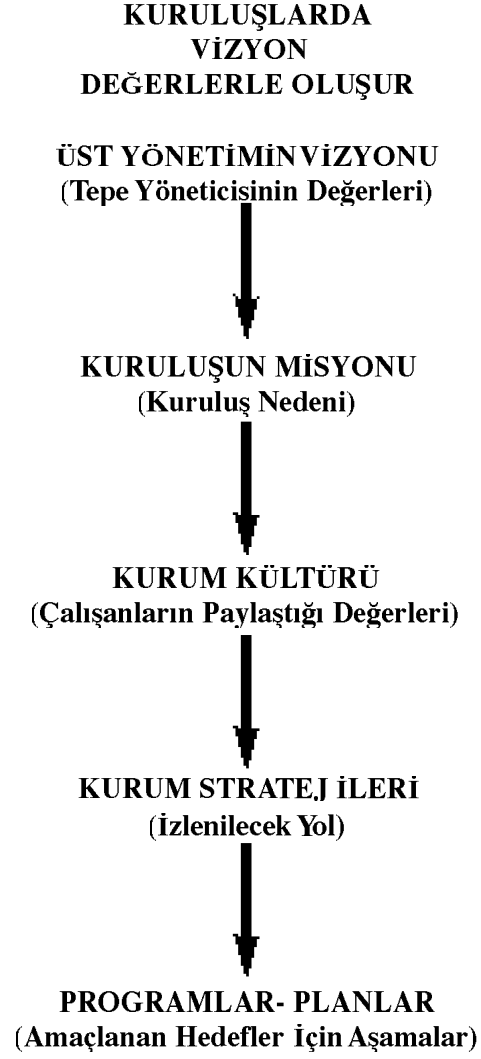 KURULUŞLARDA
VİZYON
DEĞERLERLE OLUŞUR
ÜST YÖNETİMİN VİZYONU
(Tepe Yöneticisinin Değerleri)
KURULUŞUN MİSYONU
(Kuruluş Nedeni)
KURUM KÜLTÜRÜ
(Çalışanların Paylaştığı Değerleri)
KURUM STRATEJ İLERİ
(İzlenilecek Yol)
PROGRAMLAR- PLANLAR
(Amaçlanan Hedefler İçin Aşamalar)